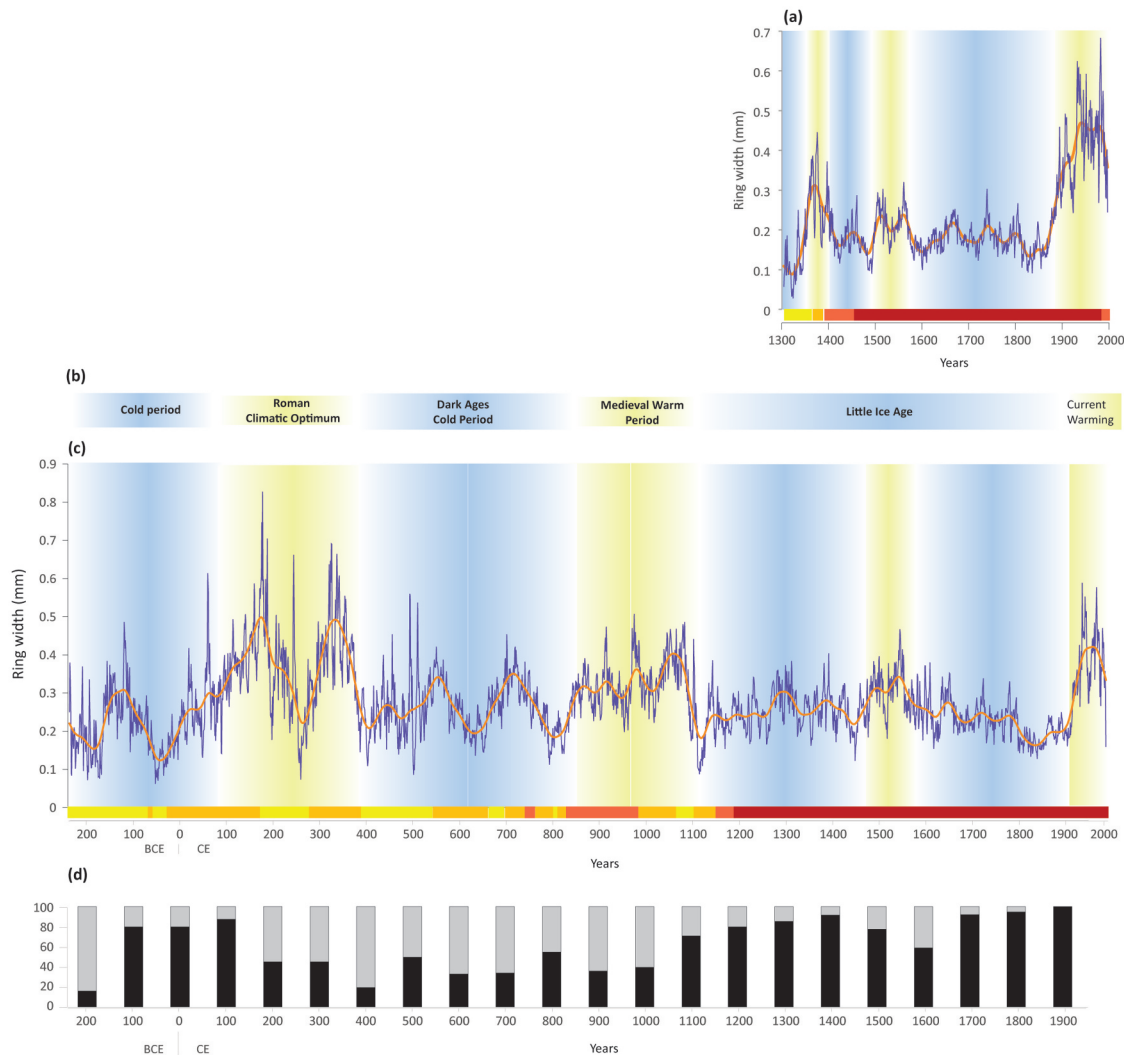 (a)
0.7
0.6
0.5
0.4
0.3
0.2
0.1
0
Ring width (mm)
1300 1400 1500 1600 1700 1800 1900 2000
Years
(b)
Cold period
Roman
Climatic Optimum
Dark Ages
Cold Period
Medieval Warm
Period
Little Ice Age
Current
Warming
(c)
0.9
0.8
0.7
0.6
0.5
0.4
0.3
0.2
0.1
0
Ring width (mm)
200 100 0 100 200 300 400 500 600 700 800 900 1000 1100 1200 1300 1400 1500 1600 1700 1800 1900 2000
BCE CE
Years
(d)
100
80
60
40
20
0
200 100 0 100 200 300 400 500 600 700 800 900 1000 1100 1200 1300 1400 1500 1600 1700 1800 1900
BCE CE
Years